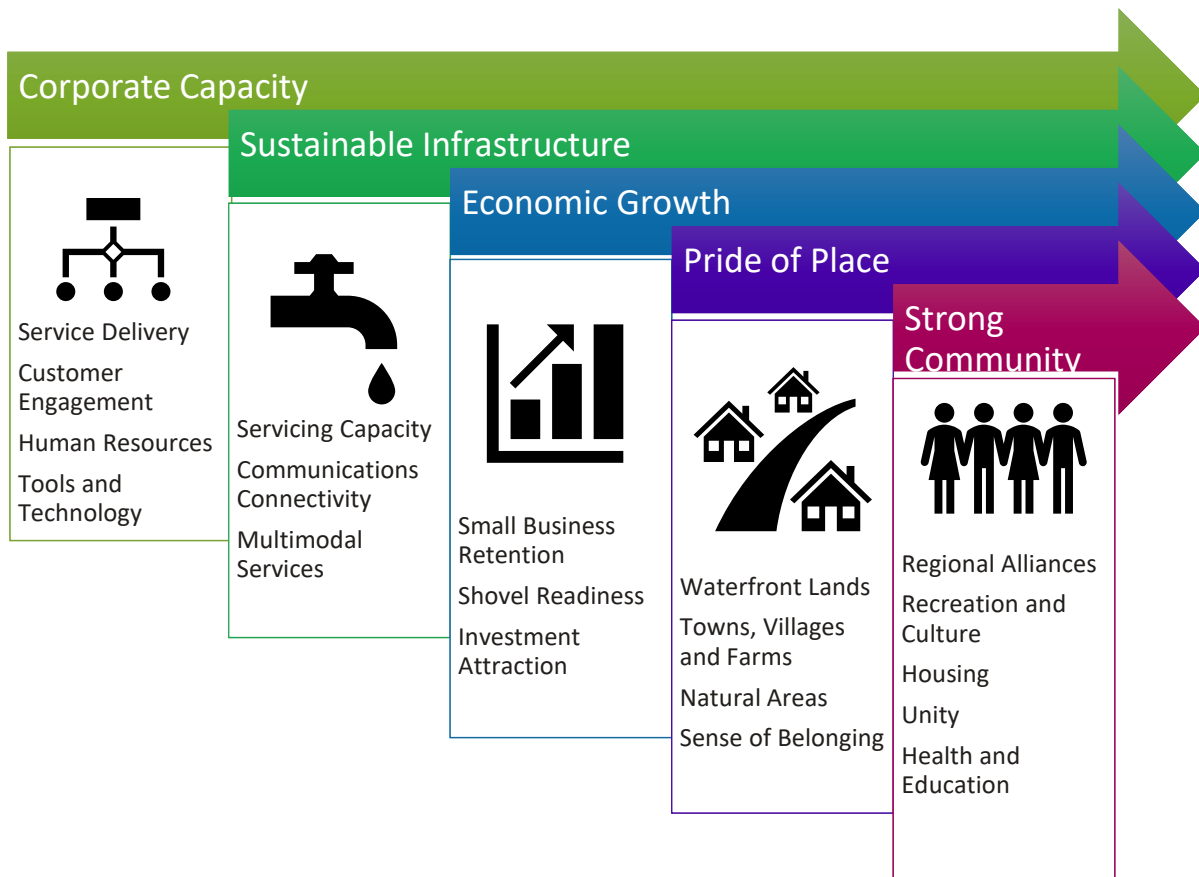 Corporate Capacity
Service Delivery
Customer
Engagement
Human Resources
Tools and
Technology
Sustainable Infrastructure
Servicing Capacity
Communications
Connectivity
Multimodal
Services
Economic Growth
Small Business
Retention
Shovel Readiness
Investment
Attraction
Pride of Place
Waterfront Lands
Towns, Villages
and Farms
Natural Areas
Sense of Belonging
Strong
Community
Regional Alliances
Recreation and
Culture
Housing
Unity
Health and
Education